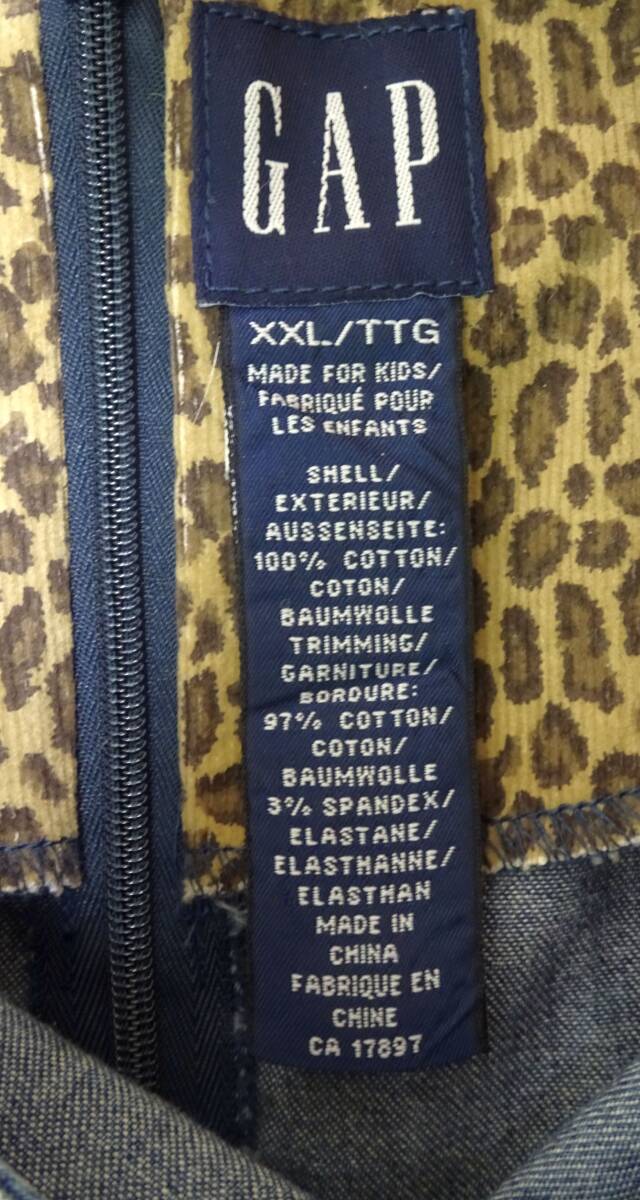 GAP
XXL/TTG
MADE FOR KIDS/
FABRIQUÉ POUR
LES ENFANTS
SHELL/
EXTERIEUR/
AUSSENSEITE:
100% COTTON/
COTON/
BAUMWOLLE
TRIMMING/
GARNITURE/
BORDURE:
97% COTTON/
COTON/
BAUMWOLLE
3% SPANDEX/
ELASTANE/
ELASTHANNE/
ELASTHAN
MADE IN
CHINA
FABRIQUE EN
CHINE
CA 17897